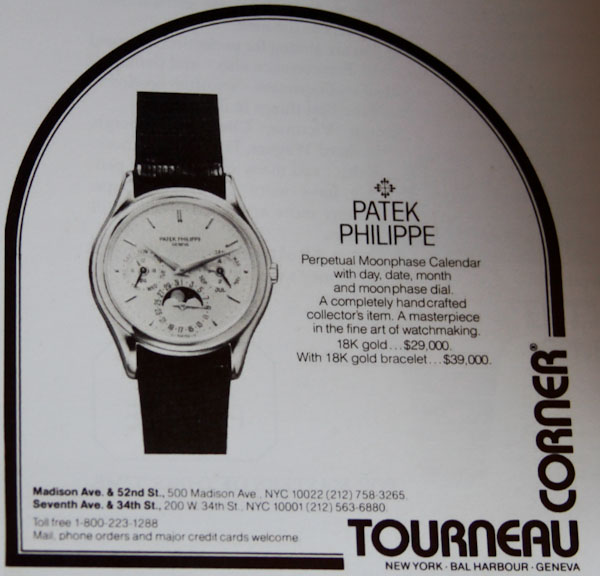 PATEK PHILIPPE
GENEVE
PATEK
PHILIPPE
Perpetual Moonphase Calendar
with day, date, month
and moonphase dial.
A completely handcrafted
collector's item. A masterpiece
in the fine art of watchmaking.
18K gold...$29,000.
With 18K gold bracelet...$39,000.
Madison Ave. & 52nd St., 500 Madison Ave., NYC 10022 (212) 758-3265.
Seventh Ave. & 34th St., 200 W. 34th St., NYC 10001 (212) 563-6880.
Toll free 1-800-223-1288
Mail, phone orders and major credit cards welcome.
TOURNEAU
CORNER®
NEW YORK · BAL HARBOUR · GENEVA